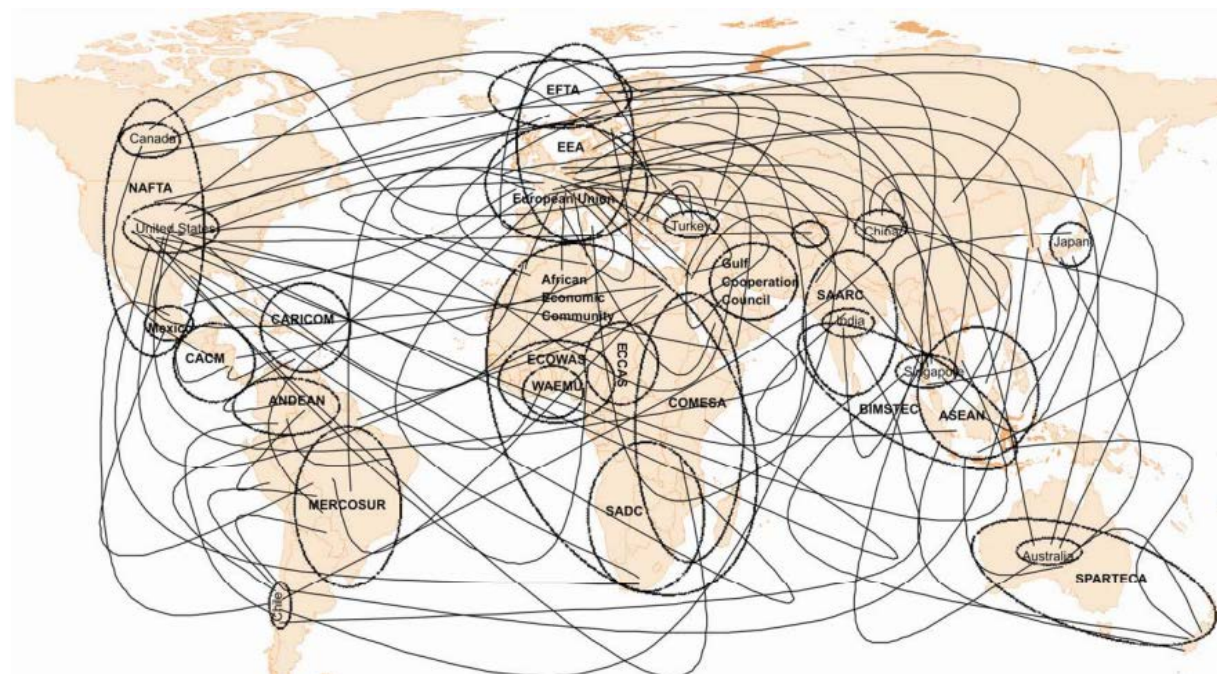 EFTA
Canada
EEA
NAFTA
European Union
United States
Turkey
China
Japan
African
Economic
Community
Gulf
Cooperation
Council
SAARC
India
Mexico
CARICOM
CACM
ECOWAS
ECCAS
WAEMU
Singapore
ANDEAN
COMESA
BIMSTEC
ASEAN
MERCOSUR
SADC
Australia
SPARTECA
Chile